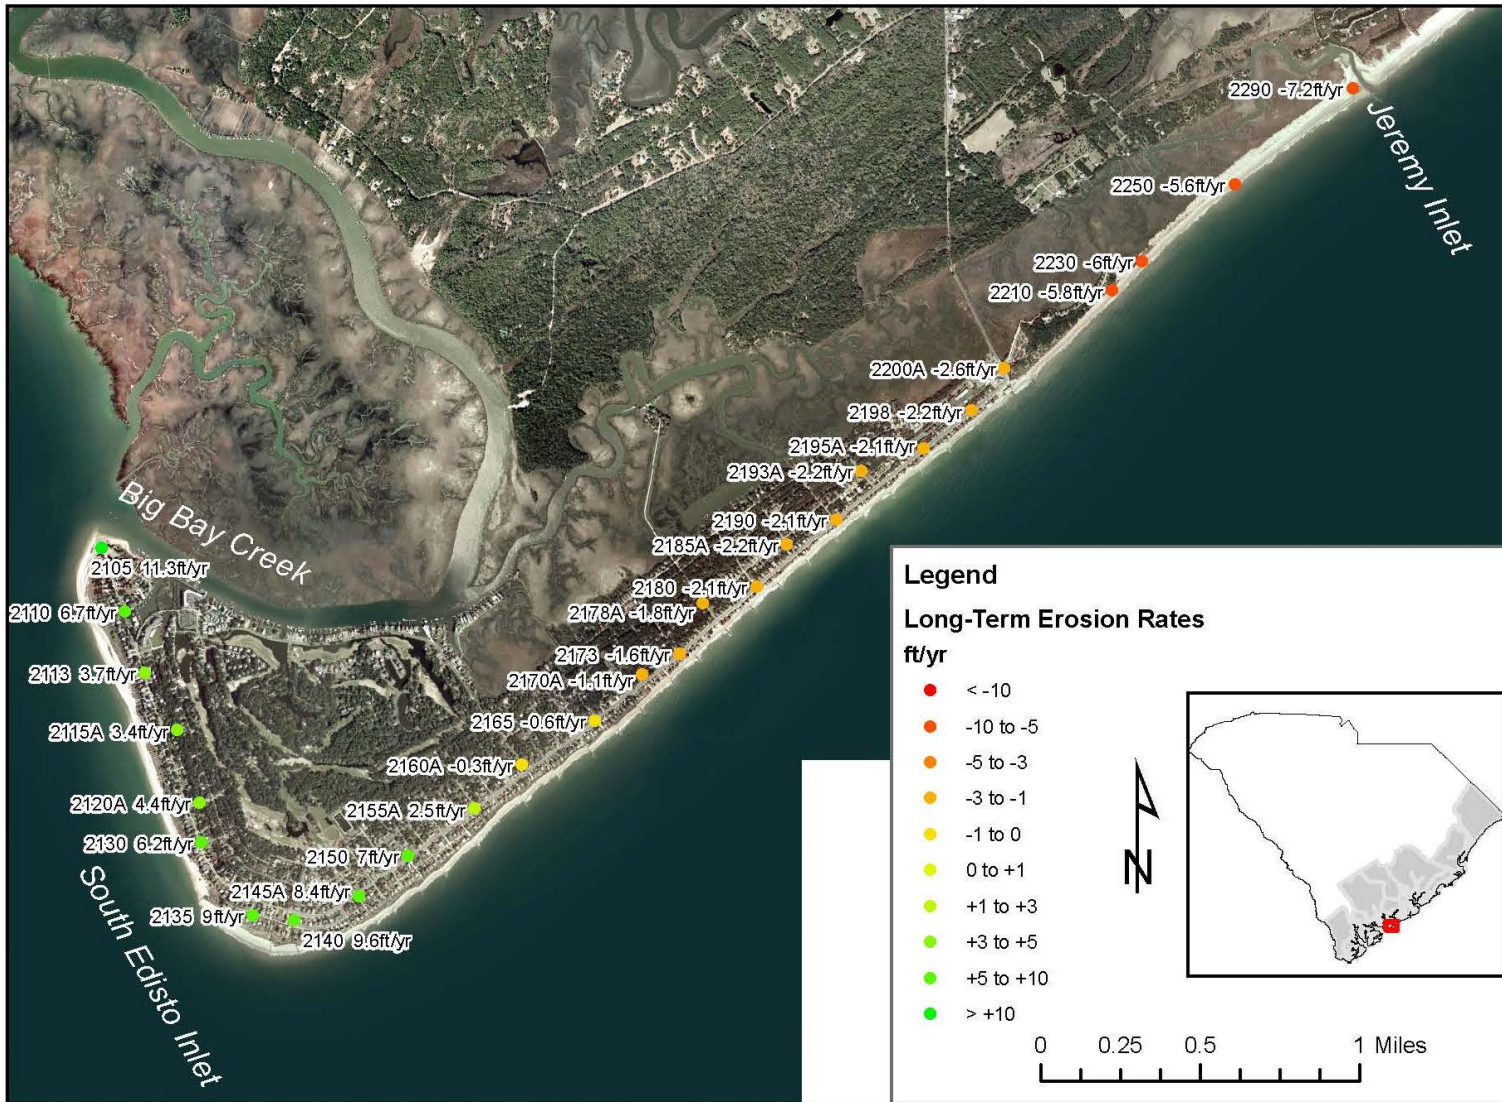 2290 -7.2ft/yr
Jeremy Inlet
2250 -5.6ft/yr
2230 -6ft/yr
2210 -5.8ft/yr
2200A -2.6ft/yr
2198 -2.2ft/yr
2195A -2.1ft/yr
2193A -2.2ft/yr
2190 -2.1ft/yr
2185A -2.2ft/yr
2180 -2.1ft/yr
2178A -1.8ft/yr
2173 -1.6ft/yr
2170A -1.1ft/yr
2165 -0.6ft/yr
2160A -0.3ft/yr
2155A 2.5ft/yr
2150 7ft/yr
2145A 8.4ft/yr
2140 9.6ft/yr
2135 9ft/yr
2130 6.2ft/yr
2120A 4.4ft/yr
2115A 3.4ft/yr
2113 3.7ft/yr
2110 6.7ft/yr
2105 11.3ft/yr
Big Bay Creek
South Edisto Inlet
Legend
Long-Term Erosion Rates
ft/yr
< -10
-10 to -5
-5 to -3
-3 to -1
-1 to 0
0 to +1
+1 to +3
+3 to +5
+5 to +10
> +10
N
0 0.25 0.5 1 Miles